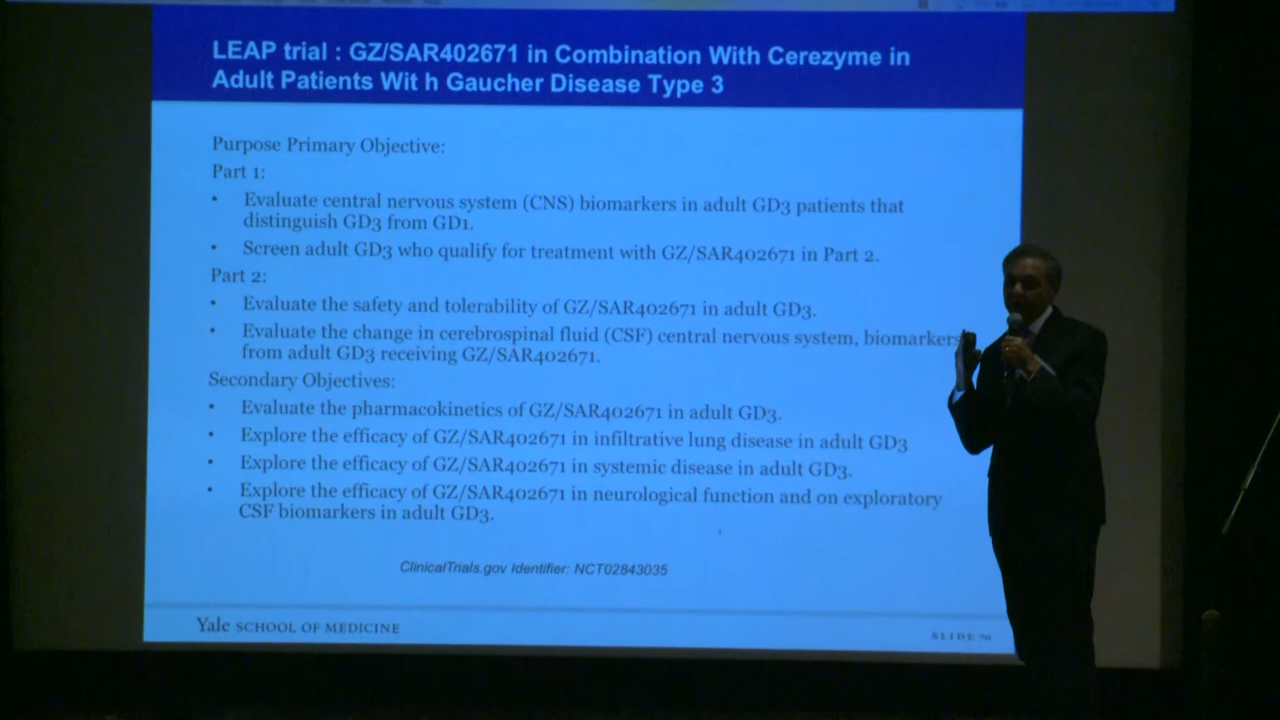 LEAP trial : GZ/SAR402671 in Combination With Cerezyme in
Adult Patients Wit h Gaucher Disease Type 3
Purpose Primary Objective:
Part 1:
• Evaluate central nervous system (CNS) biomarkers in adult GD3 patients that
distinguish GD3 from GD1.
• Screen adult GD3 who qualify for treatment with GZ/SAR402671 in Part 2.
Part 2:
• Evaluate the safety and tolerability of GZ/SAR402671 in adult GD3.
• Evaluate the change in cerebrospinal fluid (CSF) central nervous system, biomarkers
from adult GD3 receiving GZ/SAR402671.
Secondary Objectives:
• Evaluate the pharmacokinetics of GZ/SAR402671 in adult GD3.
• Explore the efficacy of GZ/SAR402671 in infiltrative lung disease in adult GD3
• Explore the efficacy of GZ/SAR402671 in systemic disease in adult GD3.
• Explore the efficacy of GZ/SAR402671 in neurological function and on exploratory
CSF biomarkers in adult GD3.
ClinicalTrials.gov Identifier: NCT02843035
Yale SCHOOL OF MEDICINE
SLIDE